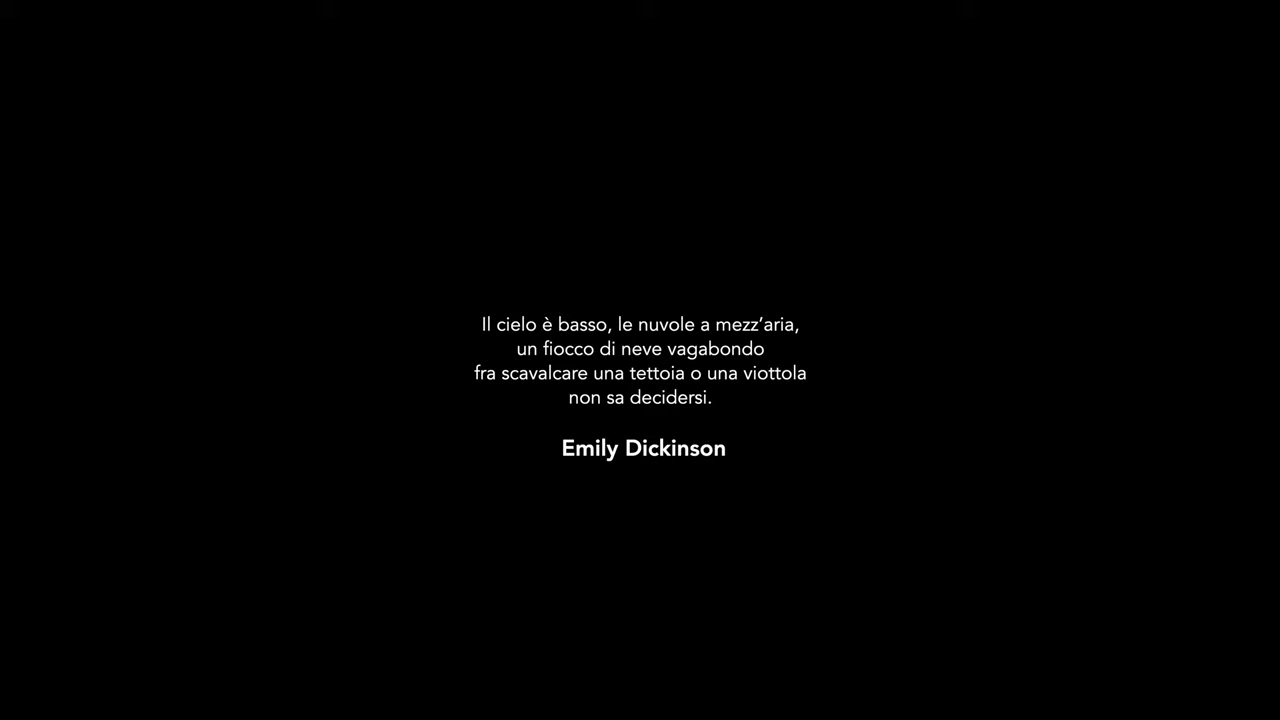 Il cielo è basso, le nuvole a mezz’aria,
un fiocco di neve vagabondo
fra scavalcare una tettoia o una viottola
non sa decidersi.
Emily Dickinson